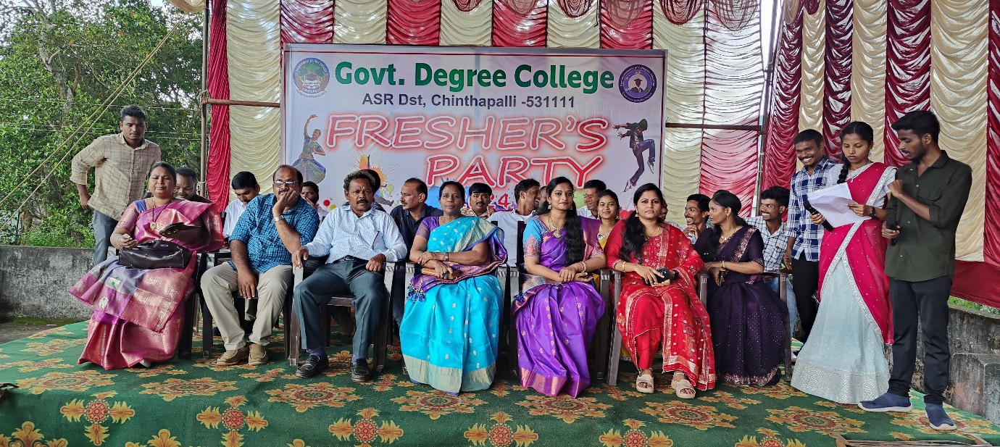 Govt. Degree College
ASR Dst, Chinthapalli -531111
FRESHER'S
PARTY